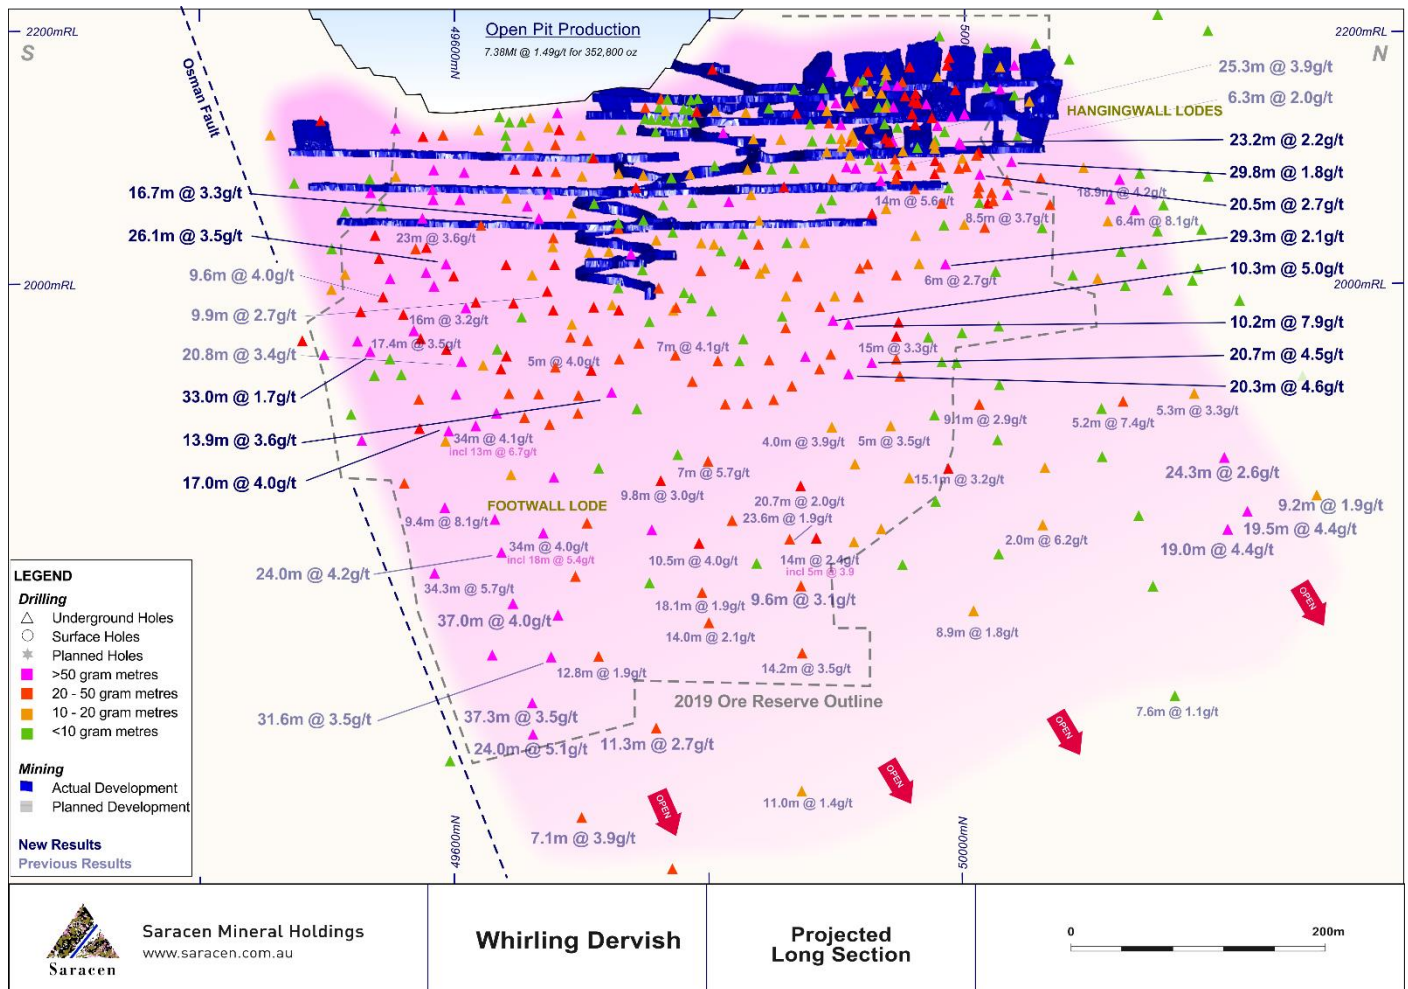 Open Pit Production
7.38Mt @ 1.49g/t for 352,800 oz
2200mRL
2200mRL
S
N
49600mN
Osman Fault
25.3m @ 3.9g/t
6.3m @ 2.0g/t
HANGINGWALL LODES
23.2m @ 2.2g/t
29.8m @ 1.8g/t
20.5m @ 2.7g/t
29.3m @ 2.1g/t
10.3m @ 5.0g/t
10.2m @ 7.9g/t
20.7m @ 4.5g/t
20.3m @ 4.6g/t
16.7m @ 3.3g/t
26.1m @ 3.5g/t
9.6m @ 4.0g/t
9.9m @ 2.7g/t
20.8m @ 3.4g/t
33.0m @ 1.7g/t
13.9m @ 3.6g/t
17.0m @ 4.0g/t
2000mRL
2000mRL
18.9m @ 4.2g/t
14m @ 5.6g/t
8.5m @ 3.7g/t
6.4m @ 8.1g/t
23m @ 3.6g/t
6m @ 2.7g/t
16m @ 3.2g/t
17.4m @ 3.5g/t
7m @ 4.1g/t
15m @ 3.3g/t
5m @ 4.0g/t
5.3m @ 3.3g/t
9.1m @ 2.9g/t
5.2m @ 7.4g/t
34m @ 4.1g/t
incl 13m @ 6.7g/t
4.0m @ 3.9g/t
5m @ 3.5g/t
7m @ 5.7g/t
9.8m @ 3.0g/t
15.1m @ 3.2g/t
24.3m @ 2.6g/t
20.7m @ 2.0g/t
9.2m @ 1.9g/t
FOOTWALL LODE
9.4m @ 8.1g/t
23.6m @ 1.9g/t
2.0m @ 6.2g/t
19.5m @ 4.4g/t
19.0m @ 4.4g/t
34m @ 4.0g/t
incl 18m @ 5.4g/t
10.5m @ 4.0g/t
14m @ 2.4g/t
incl 5m @ 3.9
24.0m @ 4.2g/t
34.3m @ 5.7g/t
18.1m @ 1.9g/t
9.6m @ 3.1g/t
37.0m @ 4.0g/t
14.0m @ 2.1g/t
8.9m @ 1.8g/t
12.8m @ 1.9g/t
14.2m @ 3.5g/t
31.6m @ 3.5g/t
37.3m @ 3.5g/t
2019 Ore Reserve Outline
7.6m @ 1.1g/t
24.0m @ 5.1g/t
11.3m @ 2.7g/t
11.0m @ 1.4g/t
7.1m @ 3.9g/t
OPEN
OPEN
OPEN
OPEN
49600mN
50000mN
LEGEND
Drilling
Underground Holes
Surface Holes
Planned Holes
>50 gram metres
20 - 50 gram metres
10 - 20 gram metres
<10 gram metres
Mining
Actual Development
Planned Development
New Results
Previous Results
Saracen
Saracen Mineral Holdings
www.saracen.com.au
Whirling Dervish
Projected
Long Section
0
200m